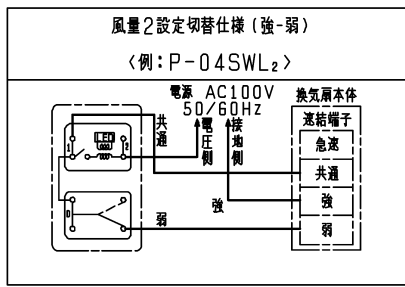 風量2設定切替仕様（強-弱）
〈例：P-04SWL₂〉
電源 AC100V
50/60Hz
換気扇本体
速結端子
急速
共通
強
弱
共通
電圧側
接地側
LED
1
2
強
0
弱